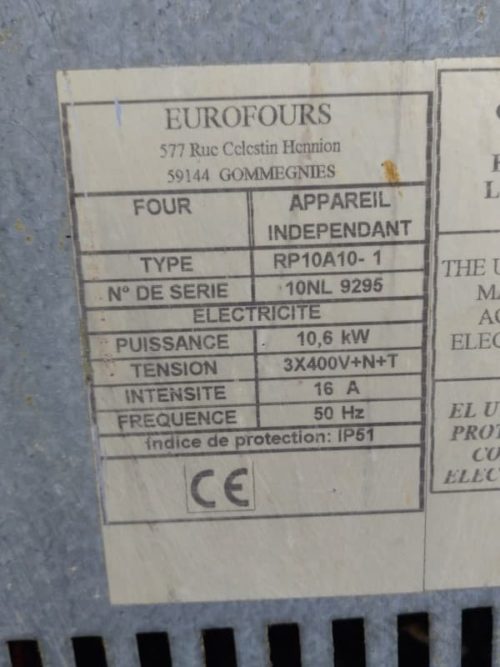 EUROFOURS
577 Rue Celestin Hennion
59144 GOMMEGNIES
FOUR APPAREIL INDEPENDANT
TYPE RP10A10- 1
Nº DE SERIE 10NL 9295
ELECTRICITE
PUISSANCE 10,6 kW
TENSION 3X400V+N+T
INTENSITE 16 A
FREQUENCE 50 Hz
índice de protection: IP51
CE
THE U
MA
AC
ELEC
EL U
PROT
CO
ELEC